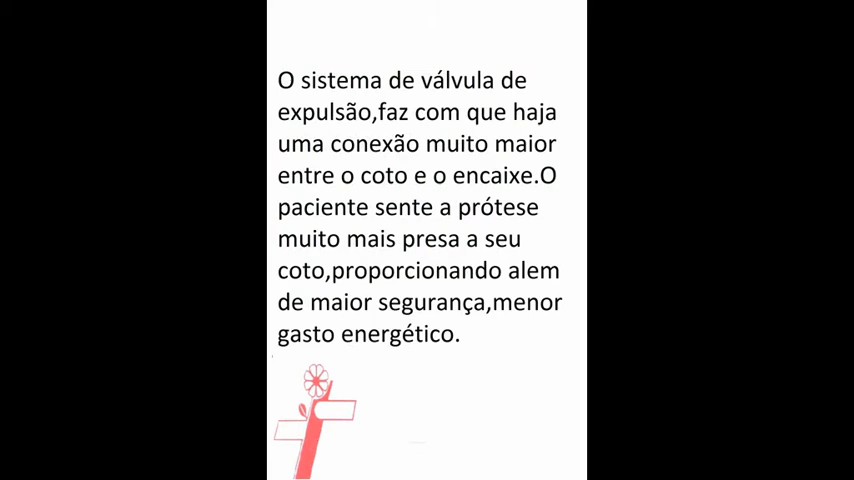 O sistema de válvula de
expulsão,faz com que haja
uma conexão muito maior
entre o coto e o encaixe.O
paciente sente a prótese
muito mais presa a seu
coto,proporcionando alem
de maior segurança,menor
gasto energético.